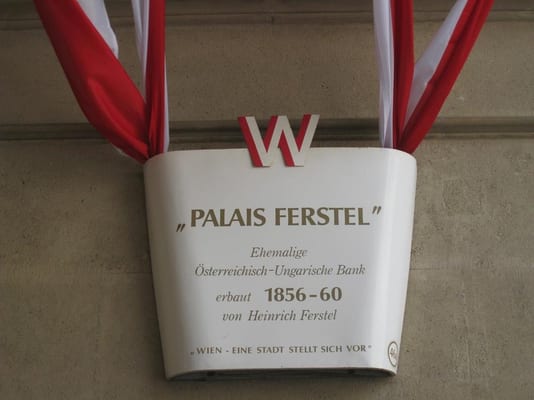 W
„PALAIS FERSTEL”
Ehemalige
Österreichisch-Ungarische Bank
erbaut 1856-60
von Heinrich Ferstel
„WIEN - EINE STADT STELLT SICH VOR”